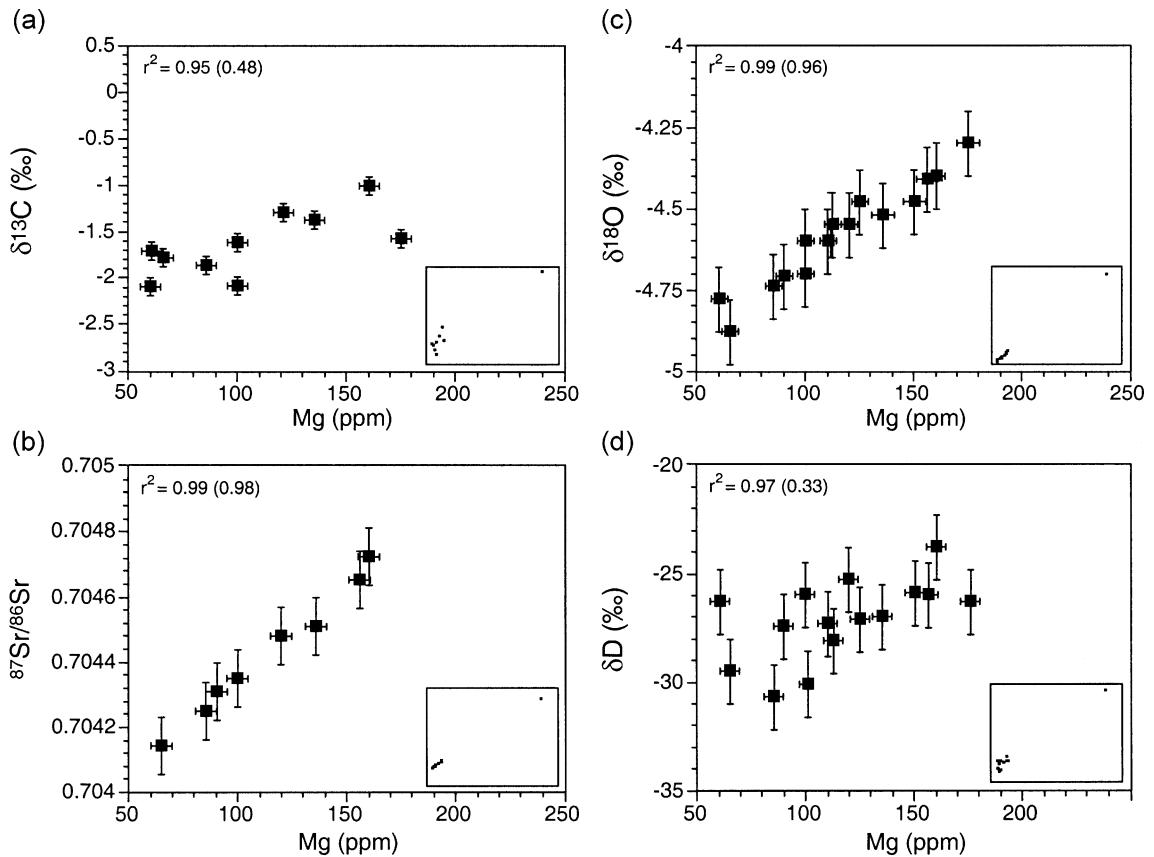 (a)
r² = 0.95 (0.48)
δ13C (‰)
0.5
0
-0.5
-1
-1.5
-2
-2.5
-3
50
100
150
200
250
Mg (ppm)
(c)
r² = 0.99 (0.96)
δ18O (‰)
-4
-4.25
-4.5
-4.75
-5
50
100
150
200
250
Mg (ppm)
(b)
r² = 0.99 (0.98)
⁸⁷Sr/⁸⁶Sr
0.705
0.7048
0.7046
0.7044
0.7042
0.704
50
100
150
200
250
Mg (ppm)
(d)
r² = 0.97 (0.33)
δD (‰)
-20
-25
-30
-35
50
100
150
200
Mg (ppm)